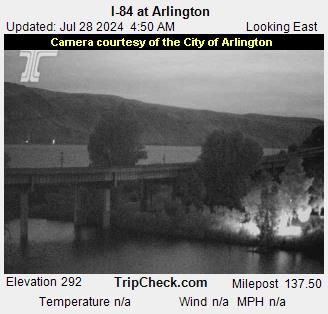 I-84 at Arlington
Updated: Jul 28 2024 4:50 AM Looking East
Camera courtesy of the City of Arlington
Elevation 292 TripCheck.com Milepost 137.50
Temperature n/a Wind n/a MPH n/a